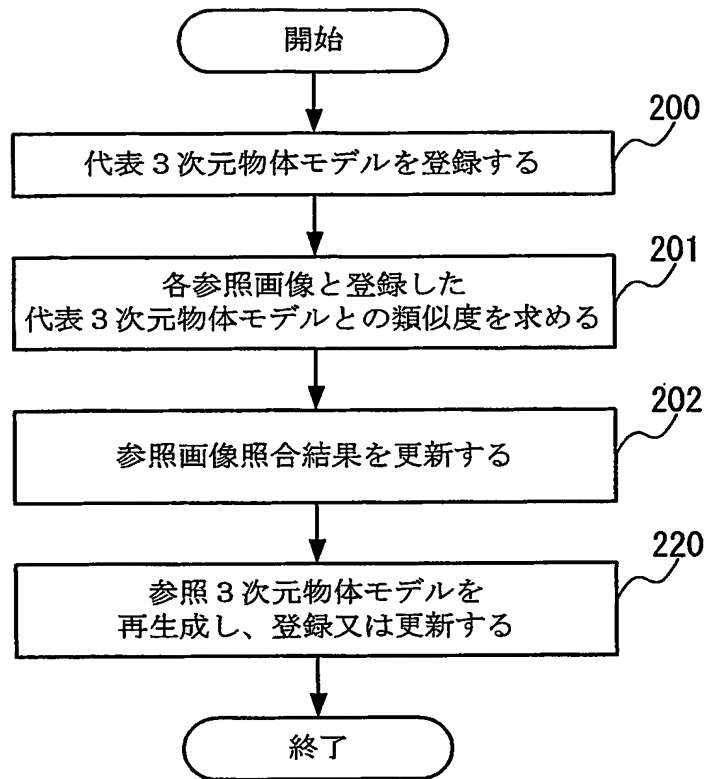 開始
200
代表3次元物体モデルを登録する
201
各参照画像と登録した
代表3次元物体モデルとの類似度を求める
202
参照画像照合結果を更新する
220
参照3次元物体モデルを
再生成し、登録又は更新する
終了